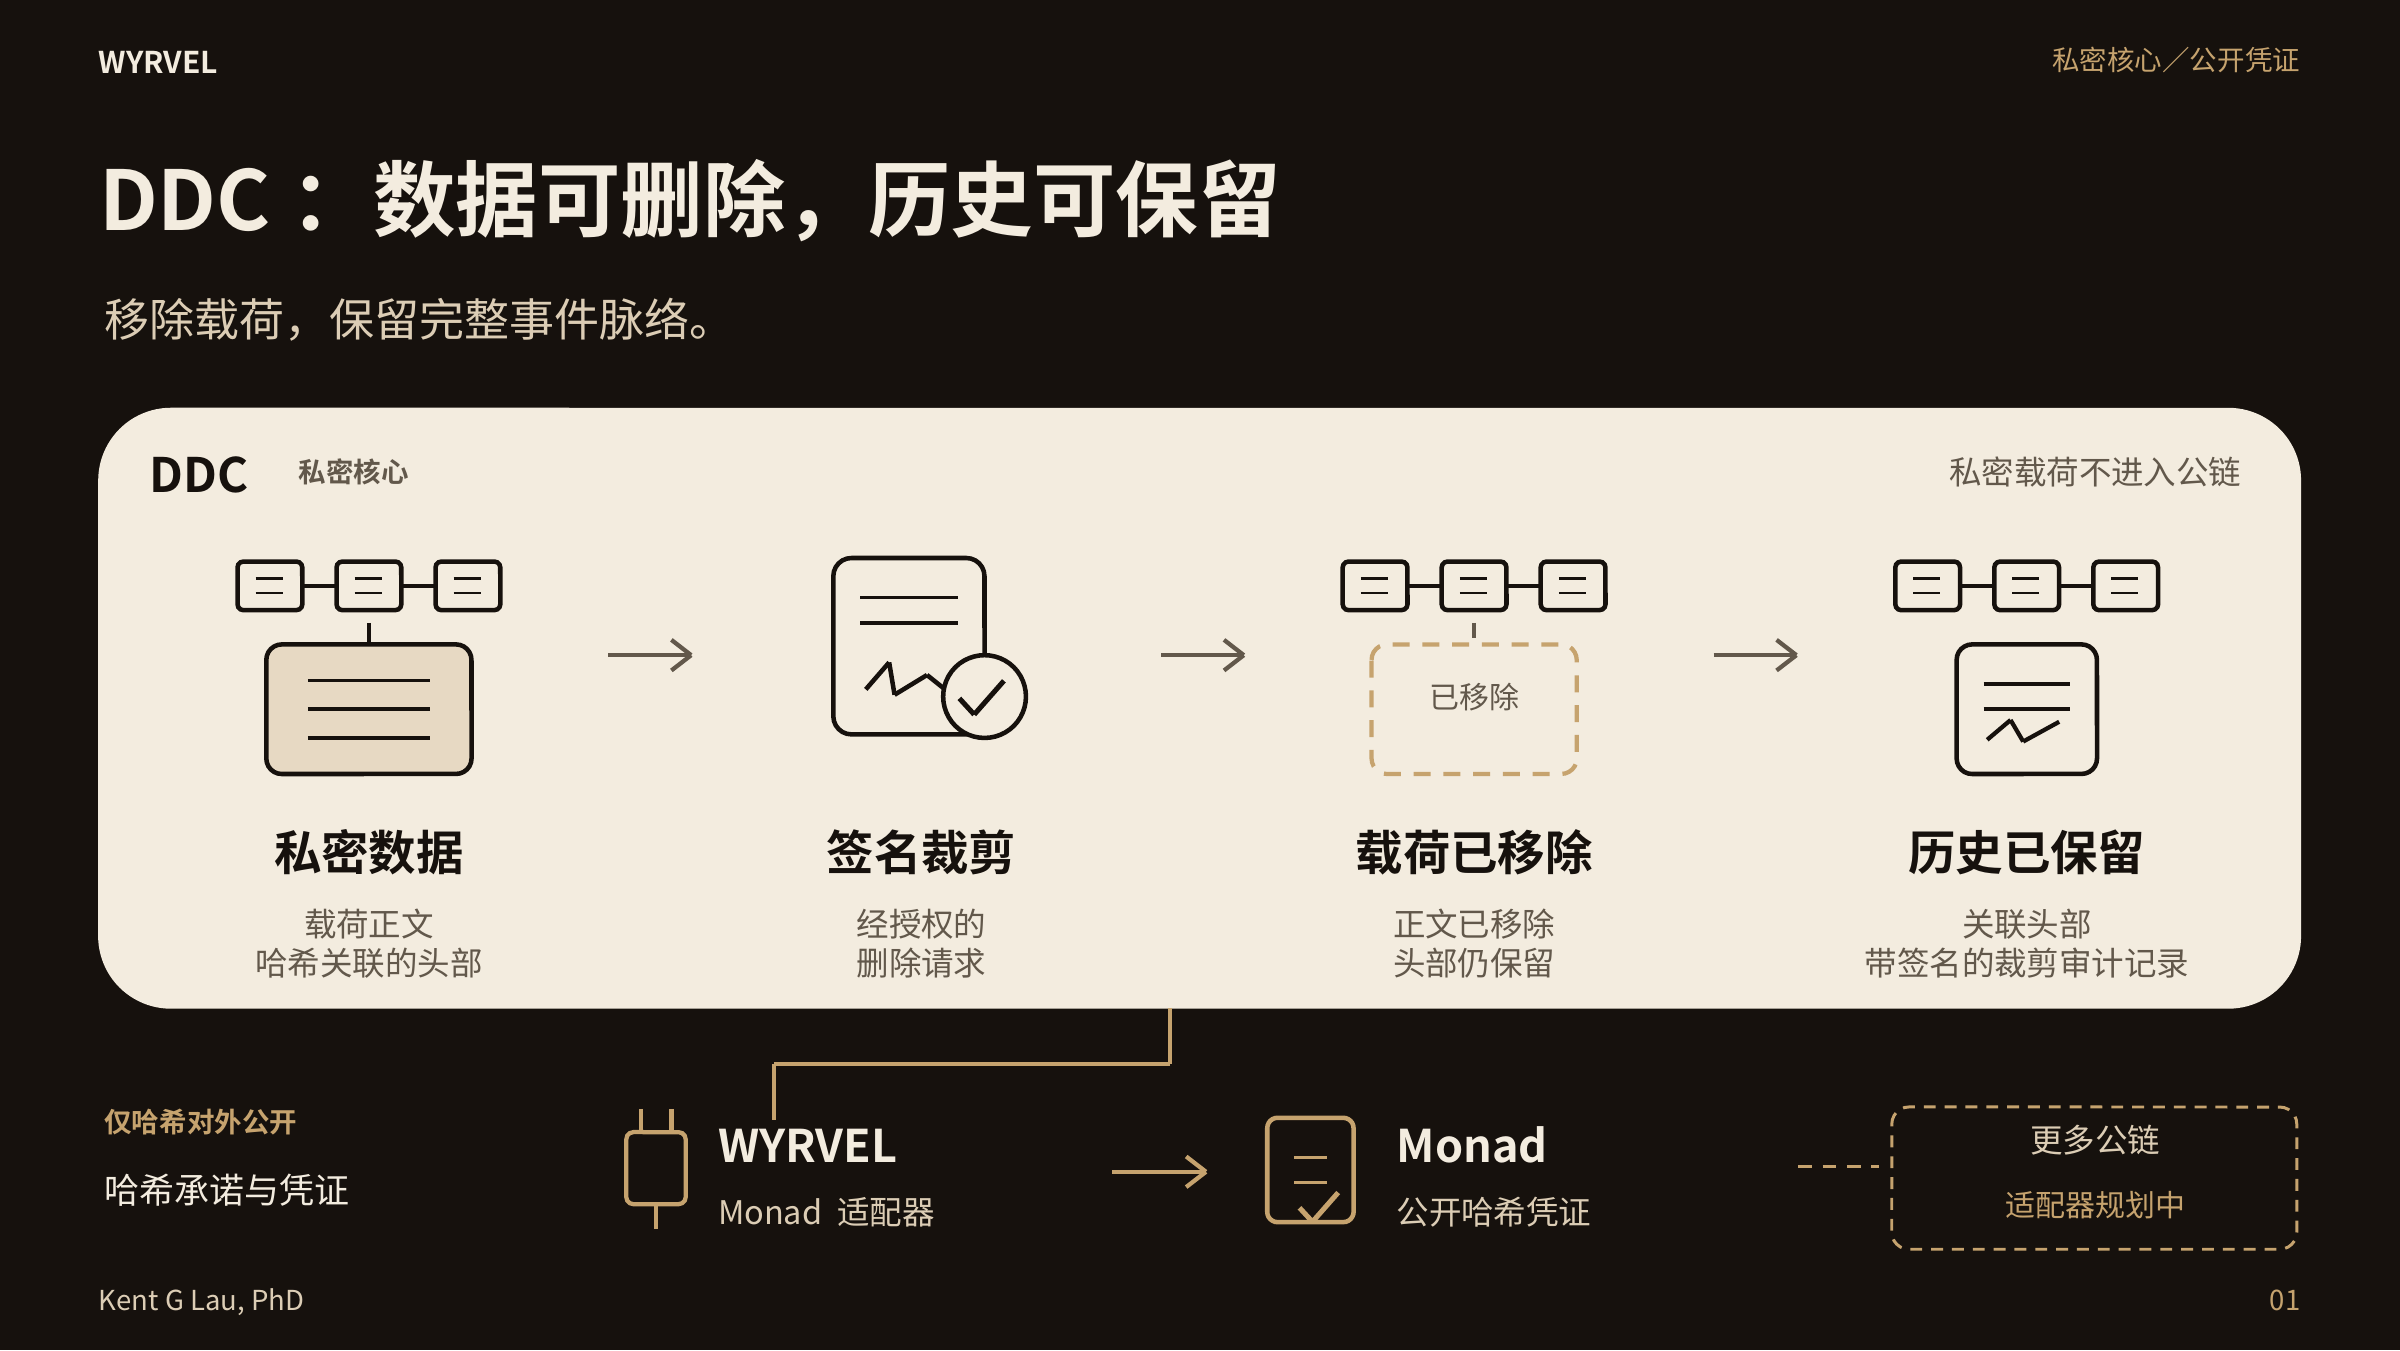 WYRVEL
私密核心／公开凭证
DDC：数据可删除，历史可保留
移除载荷，保留完整事件脉络。
DDC 私密核心
私密载荷不进入公链
已移除
私密数据
载荷正文
哈希关联的头部
签名裁剪
经授权的
删除请求
载荷已移除
正文已移除
头部仍保留
历史已保留
关联头部
带签名的裁剪审计记录
仅哈希对外公开
哈希承诺与凭证
WYRVEL
Monad 适配器
Monad
公开哈希凭证
更多公链
适配器规划中
Kent G Lau, PhD
01